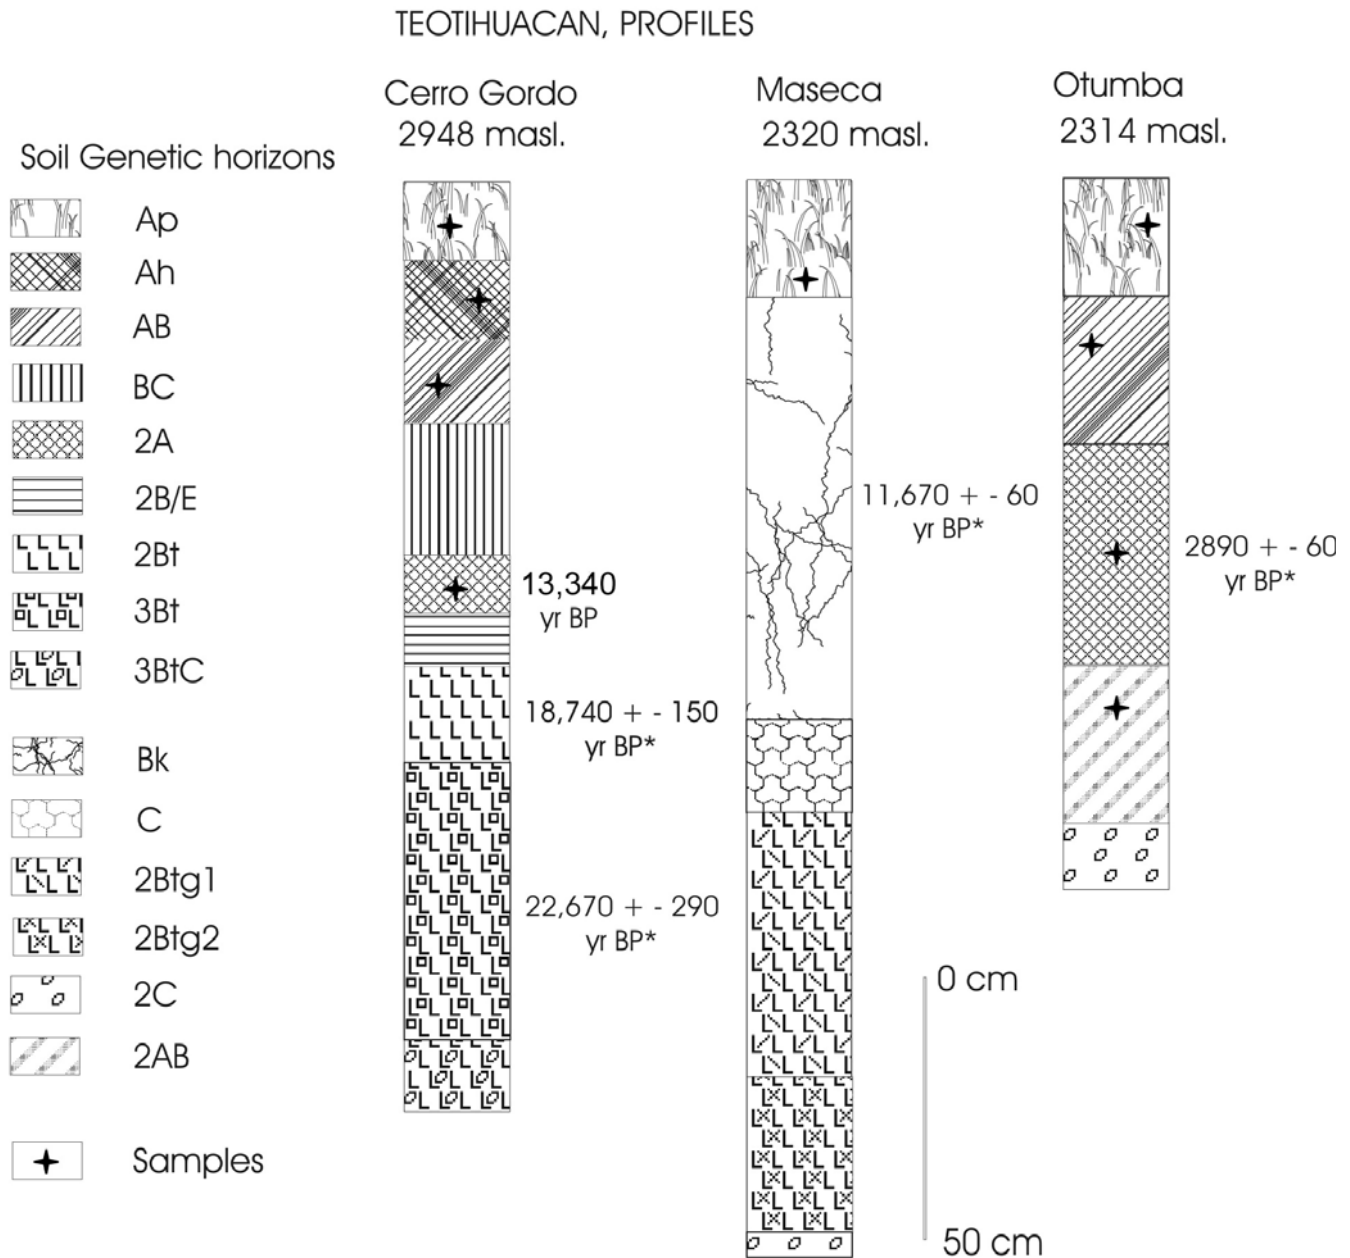 TEOTIHUACAN, PROFILES
Cerro Gordo
2948 masl.
Maseca
2320 masl.
Otumba
2314 masl.
Soil Genetic horizons
Ap
Ah
AB
BC
2A
2B/E
2Bt
3Bt
3BtC
Bk
C
2Btg1
2Btg2
2C
2AB
Samples
13,340
yr BP
18,740 + - 150
yr BP*
22,670 + - 290
yr BP*
11,670 + - 60
yr BP*
2890 + - 60
yr BP*
0 cm
50 cm